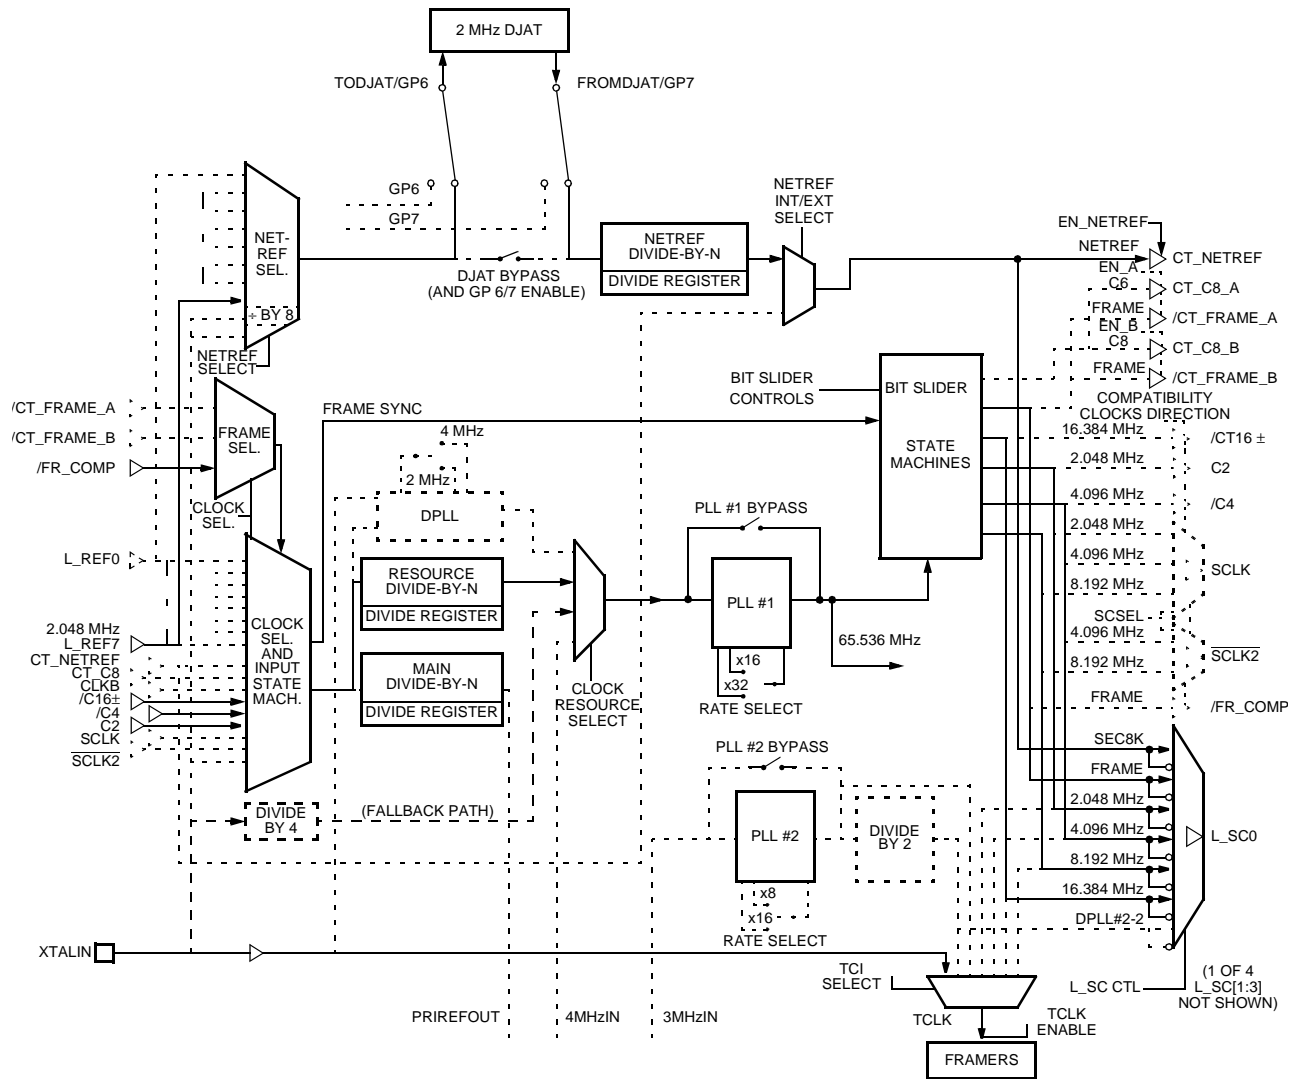 2 MHz DJAT
TODJAT/GP6
FROMDJAT/GP7
GP6
GP7
NET-
REF
SEL.
÷ BY 8
NETREF
SELECT
DJAT BYPASS
(AND GP 6/7 ENABLE)
NETREF
DIVIDE-BY-N
DIVIDE REGISTER
NETREF
INT/EXT
SELECT
EN_NETREF
NETREF
CT_NETREF
EN_A
C6
CT_C8_A
FRAME
/CT_FRAME_A
EN_B
C8
CT_C8_B
FRAME
/CT_FRAME_B
COMPATIBILITY
CLOCKS DIRECTION
16.384 MHz
/CT16 ±
2.048 MHz
C2
4.096 MHz
/C4
2.048 MHz
4.096 MHz
SCLK
8.192 MHz
SCSEL
4.096 MHz
SCLK2
8.192 MHz
FRAME
/FR_COMP
/CT_FRAME_A
/CT_FRAME_B
/FR_COMP
FRAME
SEL.
CLOCK
SEL.
FRAME SYNC
4 MHz
2 MHz
DPLL
BIT SLIDER
CONTROLS
BIT SLIDER
STATE
MACHINES
L_REF0
2.048 MHz
L_REF7
CT_NETREF
CT_C8
CLKB
/C16±
/C4
C2
SCLK
SCLK2
CLOCK
SEL.
AND
INPUT
STATE
MACH.
RESOURCE
DIVIDE-BY-N
DIVIDE REGISTER
MAIN
DIVIDE-BY-N
DIVIDE REGISTER
CLOCK
RESOURCE
SELECT
PLL #1 BYPASS
PLL #1
x16
x32
RATE SELECT
65.536 MHz
DIVIDE
BY 4
(FALLBACK PATH)
PLL #2 BYPASS
PLL #2
x8
x16
RATE SELECT
DIVIDE
BY 2
SEC8K
FRAME
2.048 MHz
4.096 MHz
8.192 MHz
16.384 MHz
DPLL#2-2
L_SC0
XTALIN
PRIREFOUT
4MHzIN
3MHzIN
TCI
SELECT
TCLK
TCLK
ENABLE
FRAMERS
L_SC CTL
(1 OF 4
L_SC[1:3]
NOT SHOWN)